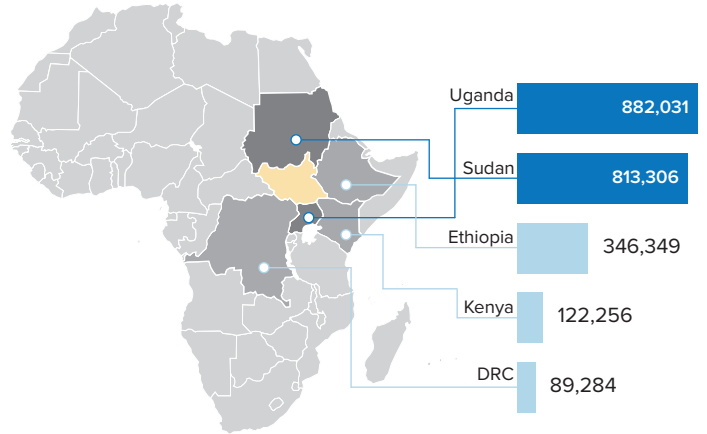 Uganda 882,031
Sudan 813,306
Ethiopia 346,349
Kenya 122,256
DRC 89,284